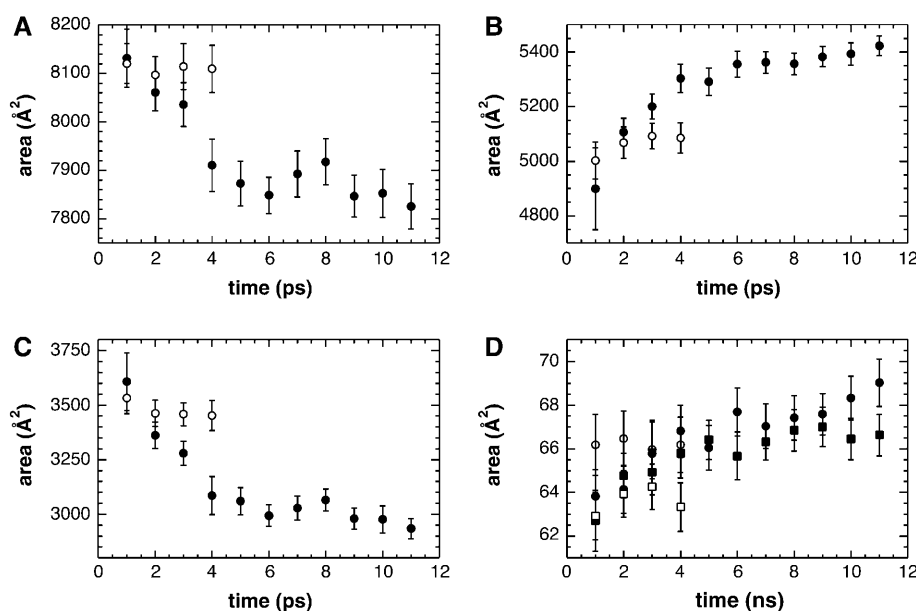 A
8200
8100
8000
7900
7800
area (Å²)
0 2 4 6 8 10 12
time (ps)
B
5400
5200
5000
4800
area (Å²)
0 2 4 6 8 10 12
time (ps)
C
3750
3500
3250
3000
area (Å²)
0 2 4 6 8 10 12
time (ps)
D
70
68
66
64
62
area (Å²)
0 2 4 6 8 10 12
time (ns)